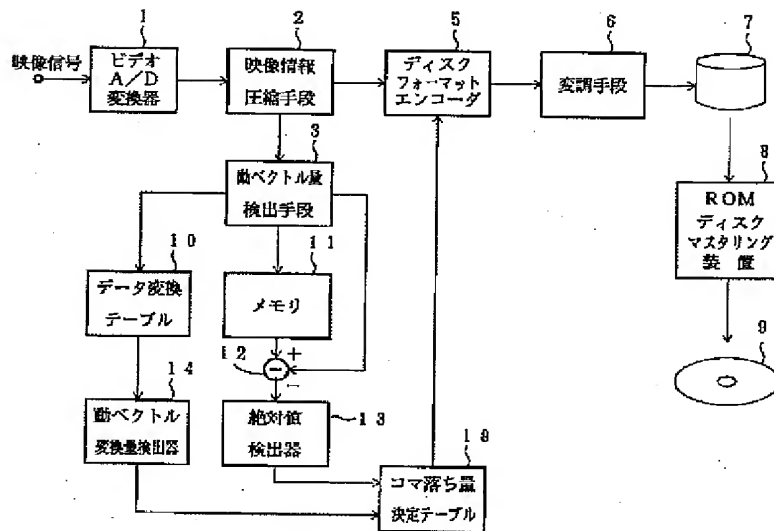 映像信号
1
ビデオ
A/D
変換器
2
映像情報
圧縮手段
5
ディスク
フォーマット
エンコーダ
6
変調手段
7
3
動ベクトル量
検出手段
8
ROM
ディスク
マスタリング
装置
10
データ変換
テーブル
11
メモリ
12
+
−
−
9
14
動ベクトル
変換量検出器
13
絶対値
検出器
19
コマ落ち量
決定テーブル